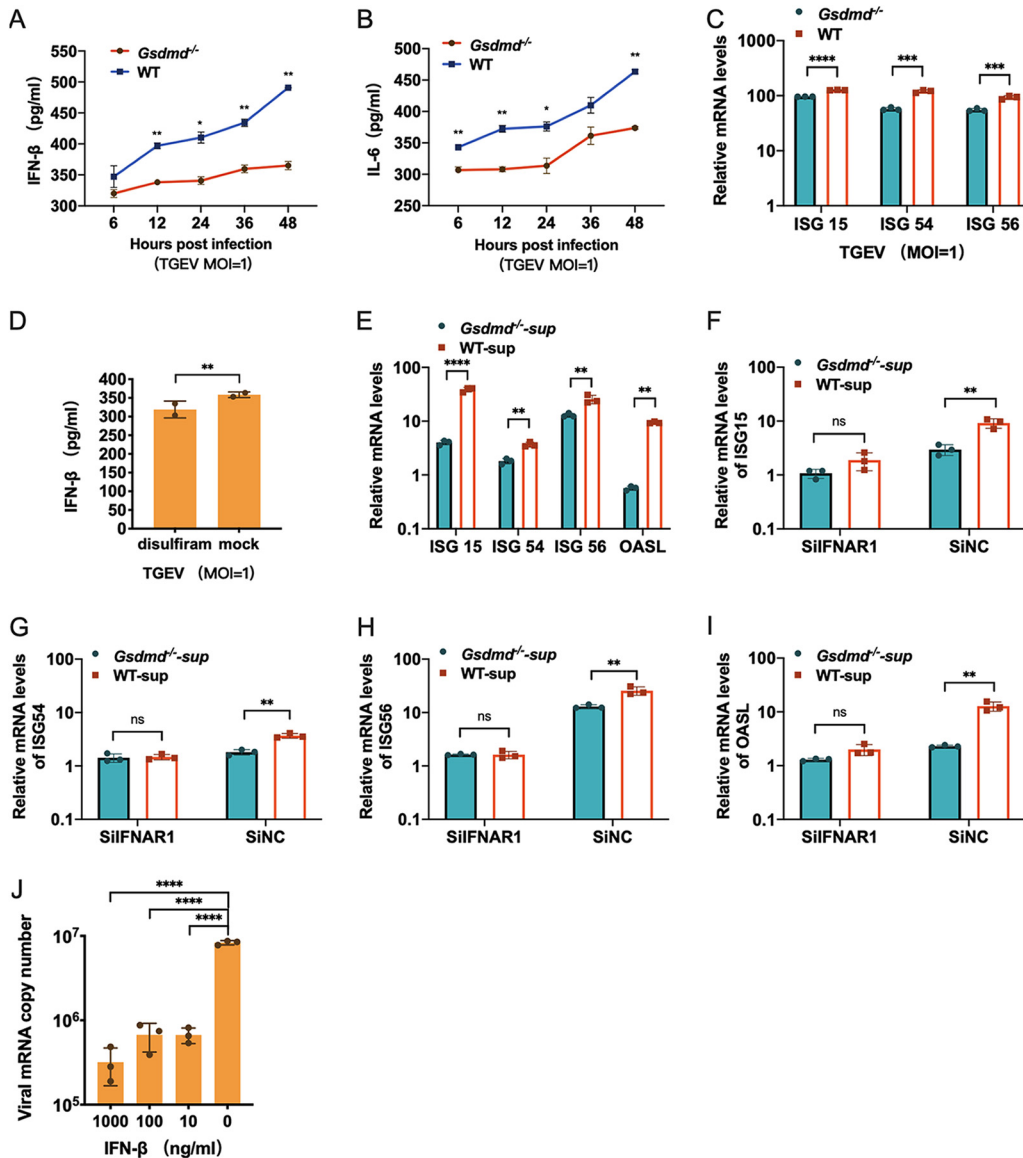 A
Gsdmd-/-
WT
IFN-β (pg/ml)
550
500
450
400
350
300
**
*
**
**
6 12 24 36 48
Hours post infection
(TGEV MOI=1)
B
Gsdmd-/-
WT
IL-6 (pg/ml)
500
450
400
350
300
250
**
**
*
**
6 12 24 36 48
Hours post infection
(TGEV MOI=1)
C
Gsdmd-/-
WT
Relative mRNA levels
1000
100
10
1
****
***
***
ISG 15 ISG 54 ISG 56
TGEV (MOI=1)
D
IFN-β (pg/ml)
400
350
300
250
200
150
100
50
0
**
disulfiram mock
TGEV (MOI=1)
E
Gsdmd-/--sup
WT-sup
Relative mRNA levels
100
10
1
0.1
****
**
**
**
ISG 15 ISG 54 ISG 56 OASL
F
Gsdmd-/--sup
WT-sup
Relative mRNA levels
of ISG15
100
10
1
0.1
ns
**
SiIFNAR1 SiNC
G
Gsdmd-/--sup
WT-sup
Relative mRNA levels
of ISG54
100
10
1
0.1
ns
**
SiIFNAR1 SiNC
H
Gsdmd-/--sup
WT-sup
Relative mRNA levels
of ISG56
100
10
1
0.1
ns
**
SiIFNAR1 SiNC
I
Gsdmd-/--sup
WT-sup
Relative mRNA levels
of OASL
100
10
1
0.1
ns
**
SiIFNAR1 SiNC
J
Viral mRNA copy number
10^7
10^6
10^5
****
****
****
1000 100 10 0
IFN-β (ng/ml)